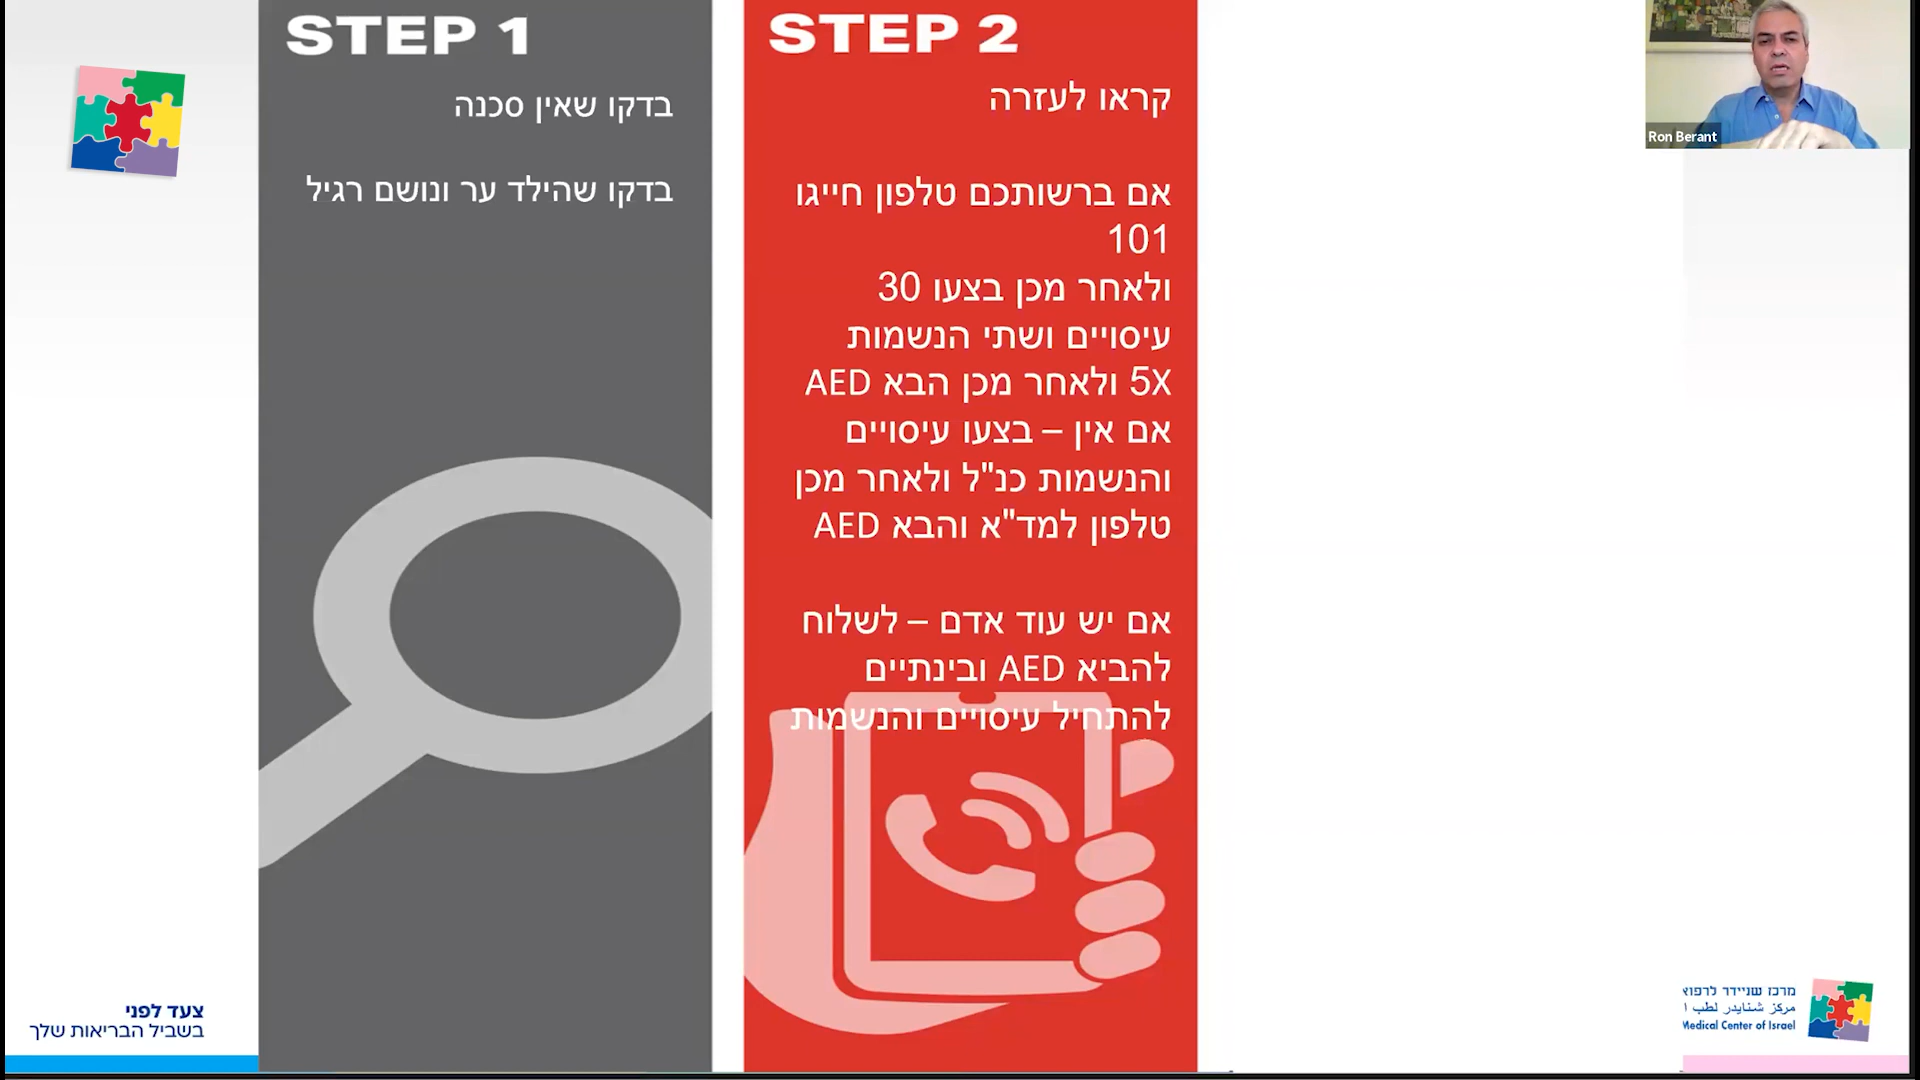 STEP 1
בדקו שאין סכנה
בדקו שהילד ער ונושם רגיל
STEP 2
קראו לעזרה
אם ברשותכם טלפון חייגו
101
ולאחר מכן בצעו 30
עיסויים ושתי הנשמות
5X ולאחר מכן הבא AED
אם אין – בצעו עיסויים
והנשמות כנ"ל ולאחר מכן
טלפון למד"א והבא AED
אם יש עוד אדם – לשלוח
להביא AED ובינתיים
להתחיל עיסויים והנשמות
Ron Berant
צעד לפני
בשביל הבריאות שלך
מרכז שניידר לרפוא
مركز شنايدر لطب ا
Medical Center of Israel